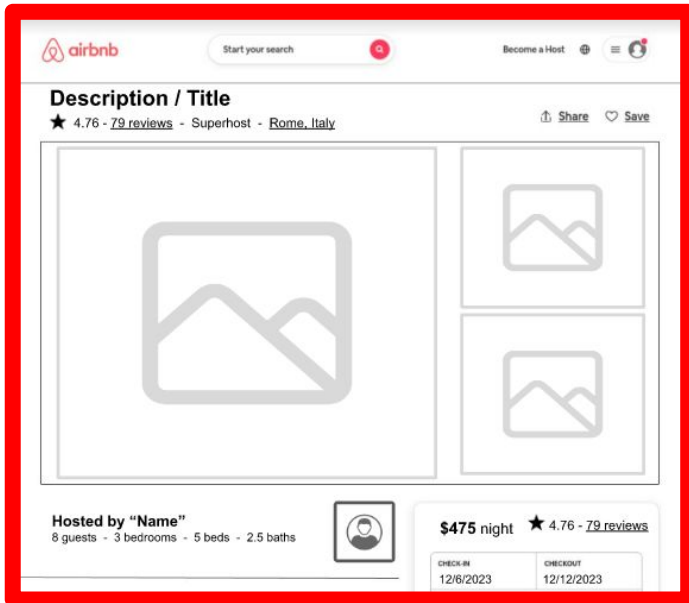 airbnb
Start your search
Become a Host
Description / Title
★ 4.76 - 79 reviews - Superhost - Rome, Italy
Share
Save
Hosted by “Name”
8 guests - 3 bedrooms - 5 beds - 2.5 baths
$475 night ★ 4.76 - 79 reviews
CHECK-IN CHECKOUT
12/6/2023 12/12/2023